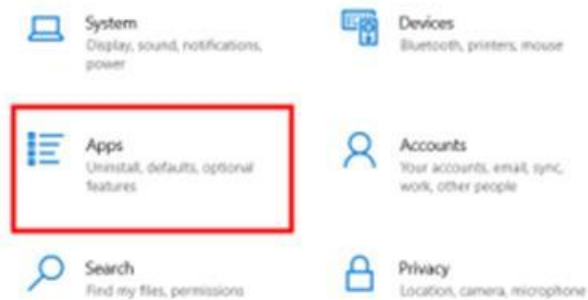 System
Display, sound, notifications,
power
Devices
Bluetooth, printers, mouse
Apps
Uninstall, defaults, optional
features
Accounts
Your accounts, email, sync,
work, other people
Search
Find my files, permissions
Privacy
Location, camera, microphone